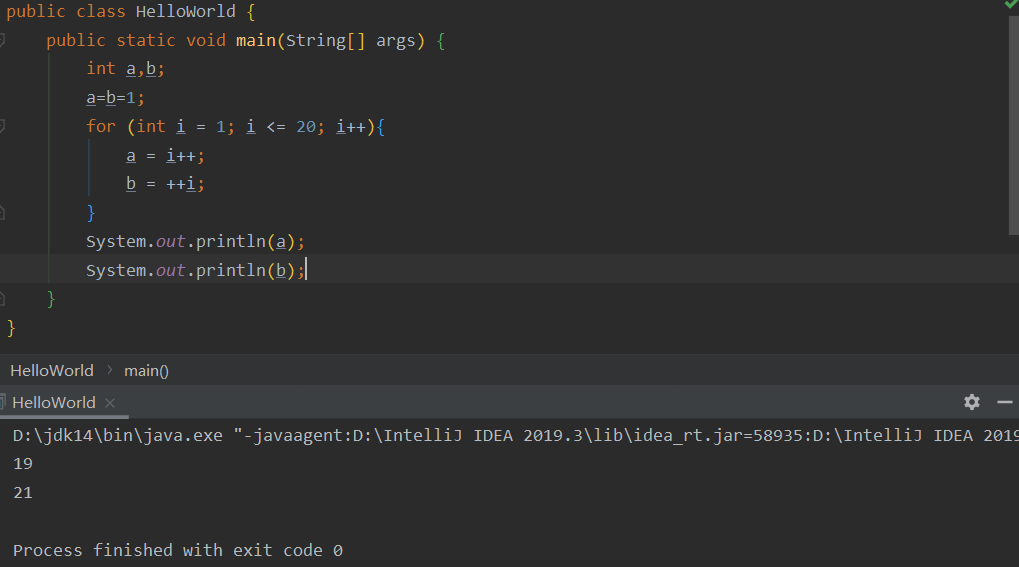 public class HelloWorld {
public static void main(String[] args) {
int a,b;
a=b=1;
for (int i = 1; i <= 20; i++){
a = i++;
b = ++i;
}
System.out.println(a);
System.out.println(b);
}
}
HelloWorld > main()
HelloWorld ×
D:\jdk14\bin\java.exe "-javaagent:D:\IntelliJ IDEA 2019.3\lib\idea_rt.jar=58935:D:\IntelliJ IDEA 2019
19
21
Process finished with exit code 0